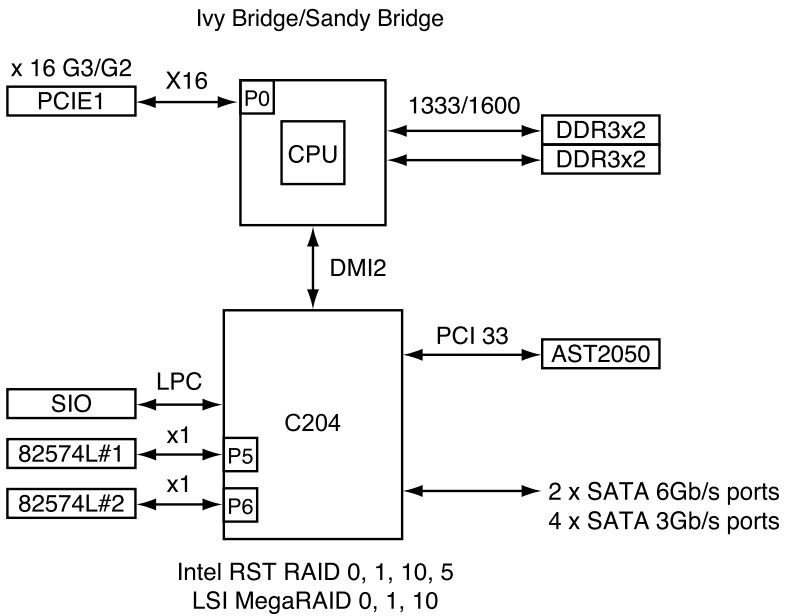 Ivy Bridge/Sandy Bridge
x 16 G3/G2
PCIE1
X16
P0
CPU
1333/1600
DDR3x2
DDR3x2
DMI2
C204
PCI 33
AST2050
SIO
LPC
82574L#1
x1
P5
82574L#2
x1
P6
2 x SATA 6Gb/s ports
4 x SATA 3Gb/s ports
Intel RST RAID 0, 1, 10, 5
LSI MegaRAID 0, 1, 10